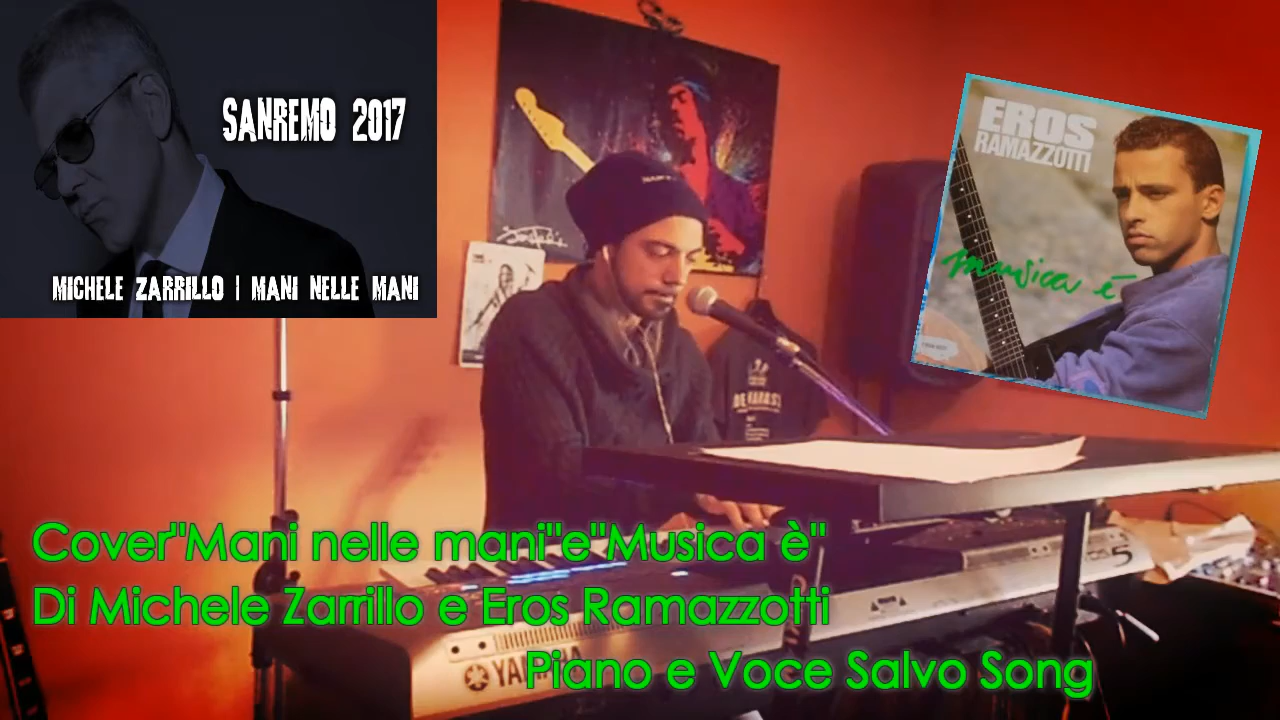 SANREMO 2017
MICHELE ZARRILLO | MANI NELLE MANI
EROS
RAMAZZOTTI
musica è
Cover"Mani nelle mani"e"Musica è"
Di Michele Zarrillo e Eros Ramazzotti
YAMAHA
Piano e Voce Salvo Song
5